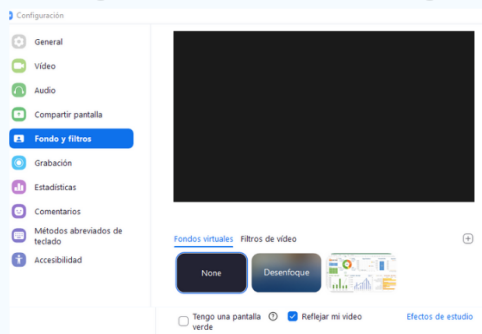 Configuración
General
Vídeo
Audio
Compartir pantalla
Fondo y filtros
Grabación
Estadísticas
Comentarios
Métodos abreviados de
teclado
Accesibilidad
Fondos virtuales Filtros de vídeo
None
Desenfoque
Tengo una pantalla
verde
Reflejar mi video
Efectos de estudio